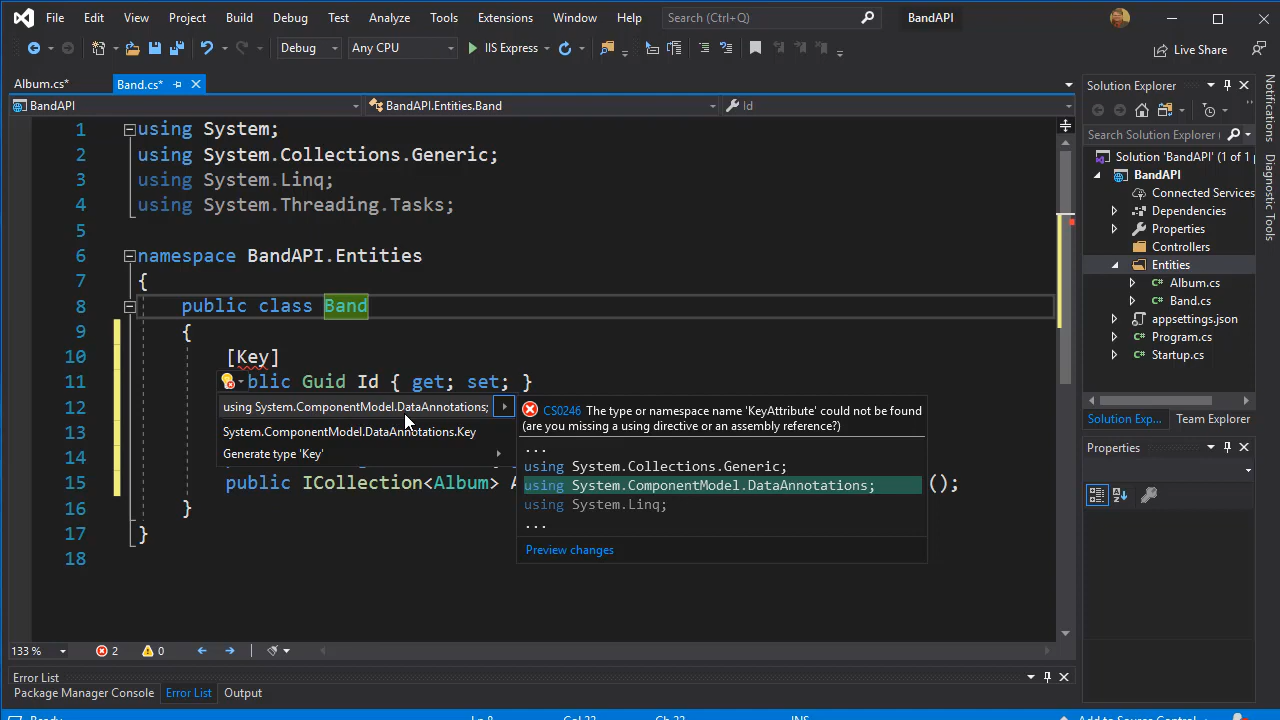 File Edit View Project Build Debug Test Analyze Tools Extensions Window Help Search (Ctrl+Q) BandAPI
Debug Any CPU IIS Express Live Share
Album.cs* Band.cs*
BandAPI BandAPI.Entities.Band Id
1 using System;
2 using System.Collections.Generic;
3 using System.Linq;
4 using System.Threading.Tasks;
5
6 namespace BandAPI.Entities
7 {
8 public class Band
9 {
10 [Key]
11 blic Guid Id { get; set; }
12
13
14
15 public ICollection<Album> A ();
16 }
17 }
18
using System.ComponentModel.DataAnnotations;
System.ComponentModel.DataAnnotations.Key
Generate type 'Key'
CS0246 The type or namespace name 'KeyAttribute' could not be found
(are you missing a using directive or an assembly reference?)
...
using System.Collections.Generic;
using System.ComponentModel.DataAnnotations;
using System.Linq;
...
Preview changes
133 % 2 0
Error List
Package Manager Console Error List Output
Solution Explorer
Search Solution Explorer (
Solution 'BandAPI' (1 of 1 p
BandAPI
Connected Services
Dependencies
Properties
Controllers
Entities
Album.cs
Band.cs
appsettings.json
Program.cs
Startup.cs
Solution Exp... Team Explorer
Properties
Notifications
Diagnostic Tools